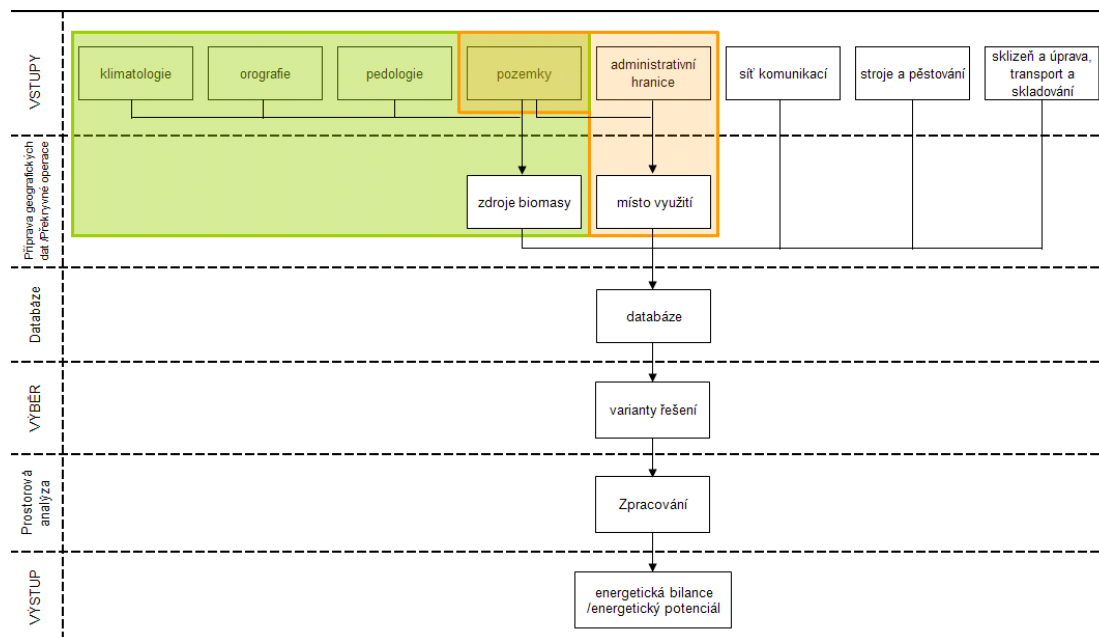 VSTUPY
klimatologie
orografie
pedologie
pozemky
administrativní
hranice
síť komunikací
stroje a pěstování
sklizeň a úprava,
transport a
skladování
Příprava geografických
dat /Překryvné operace
zdroje biomasy
místo využití
Databáze
databáze
VÝBĚR
varianty řešení
Prostorová
analýza
Zpracování
VÝSTUP
energetická bilance
/energetický potenciál